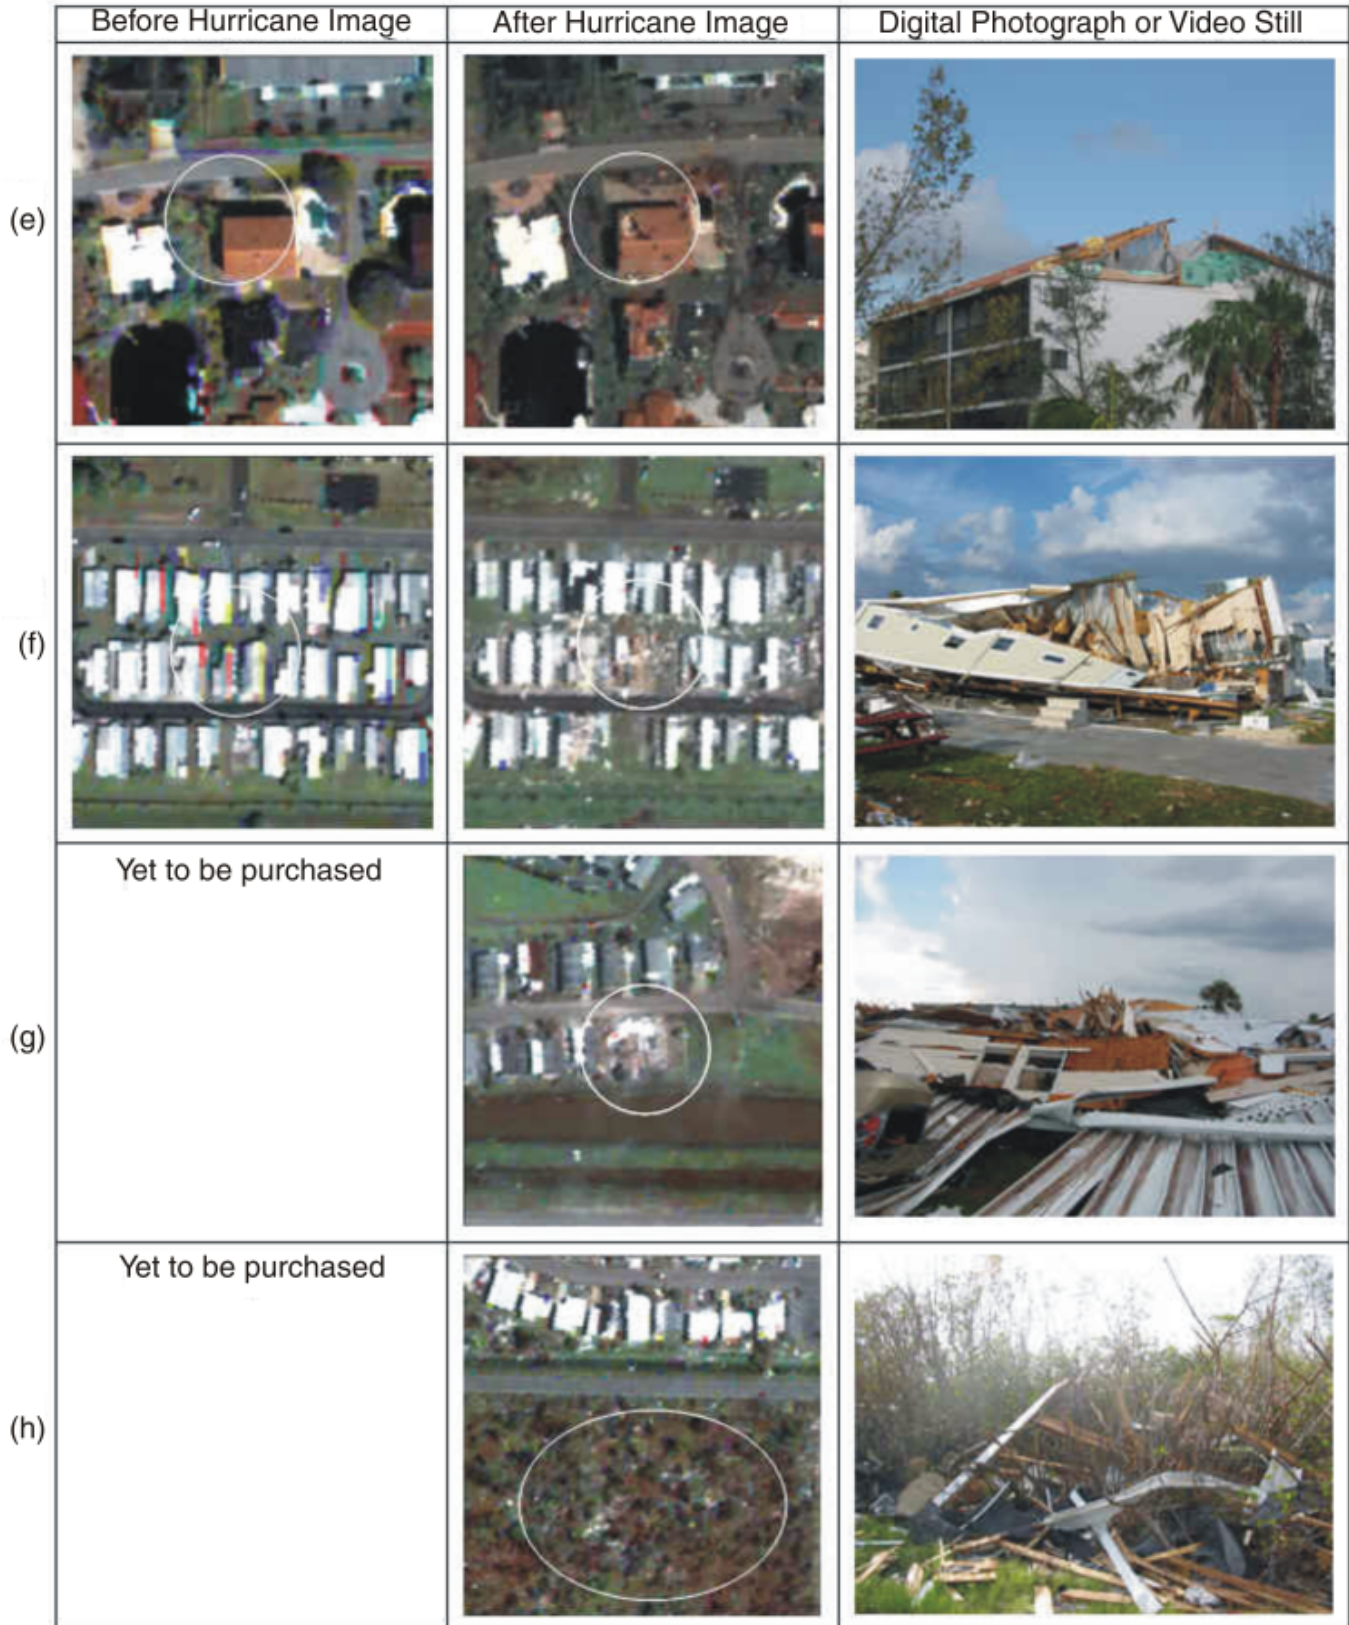 Before Hurricane Image
After Hurricane Image
Digital Photograph or Video Still
(e)
(f)
Yet to be purchased
(g)
Yet to be purchased
(h)